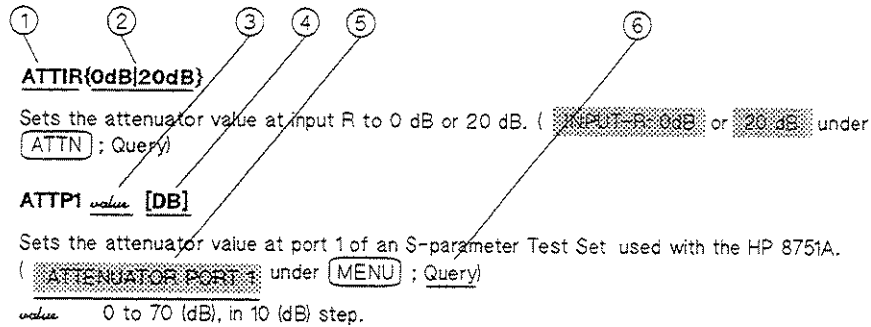 1 2 3 4 5 6
ATTIR{0dB|20dB}
Sets the attenuator value at input R to 0 dB or 20 dB. ( INPUT-R: 0dB or 20 dB under
ATTN ; Query)
ATTP1 value [DB]
Sets the attenuator value at port 1 of an S-parameter Test Set used with the HP 8751A.
( ATTENUATOR PORT 1 under MENU ; Query)
value 0 to 70 (dB), in 10 (dB) step.